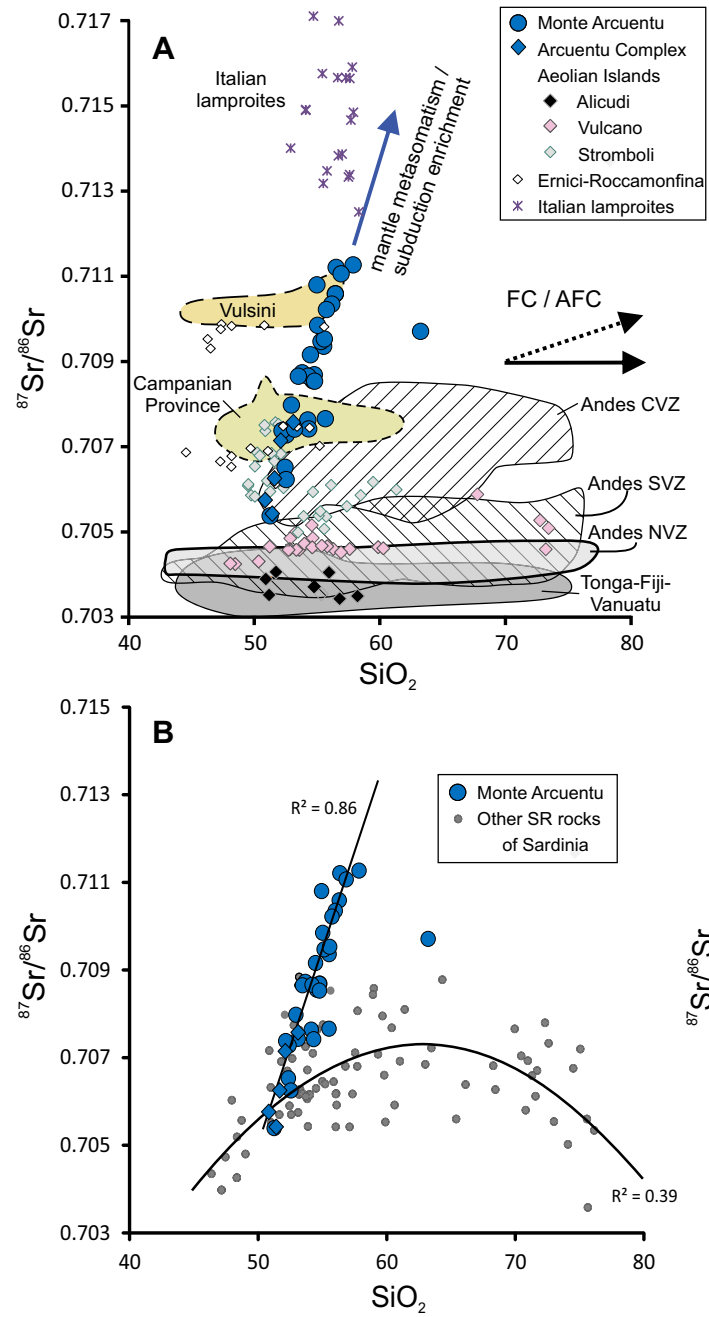 A
0.717
0.715
0.713
0.711
0.709
0.707
0.705
0.703
⁸⁷Sr/⁸⁶Sr
40
50
60
70
80
SiO₂
Monte Arcuentu
Arcuentu Complex
Aeolian Islands
Alicudi
Vulcano
Stromboli
Ernici-Roccamonfina
Italian lamproites
Italian
lamproites
mantle metasomatism /
subduction enrichment
Vulsini
FC / AFC
Campanian
Province
Andes CVZ
Andes SVZ
Andes NVZ
Tonga-Fiji-
Vanuatu
B
0.715
0.713
0.711
0.709
0.707
0.705
0.703
⁸⁷Sr/⁸⁶Sr
40
50
60
70
80
SiO₂
R² = 0.86
Monte Arcuentu
Other SR rocks
of Sardinia
R² = 0.39
⁸⁷Sr/⁸⁶Sr